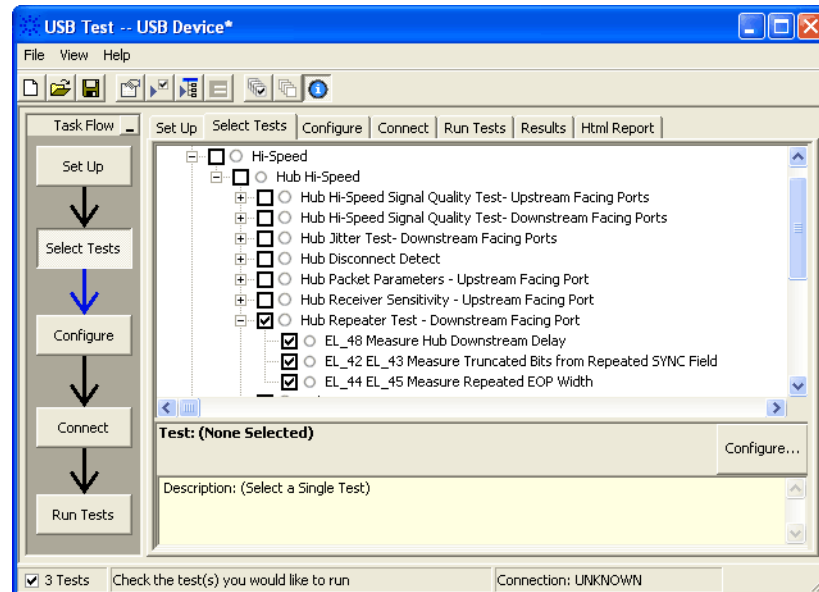 USB Test -- USB Device*
File View Help
Task Flow
Set Up
Select Tests
Configure
Connect
Run Tests
Set Up Select Tests Configure Connect Run Tests Results Html Report
Hi-Speed
Hub Hi-Speed
Hub Hi-Speed Signal Quality Test- Upstream Facing Ports
Hub Hi-Speed Signal Quality Test- Downstream Facing Ports
Hub Jitter Test- Downstream Facing Ports
Hub Disconnect Detect
Hub Packet Parameters - Upstream Facing Port
Hub Receiver Sensitivity - Upstream Facing Port
Hub Repeater Test - Downstream Facing Port
EL_48 Measure Hub Downstream Delay
EL_42 EL_43 Measure Truncated Bits from Repeated SYNC Field
EL_44 EL_45 Measure Repeated EOP Width
Test: (None Selected)
Configure...
Description: (Select a Single Test)
3 Tests Check the test(s) you would like to run Connection: UNKNOWN